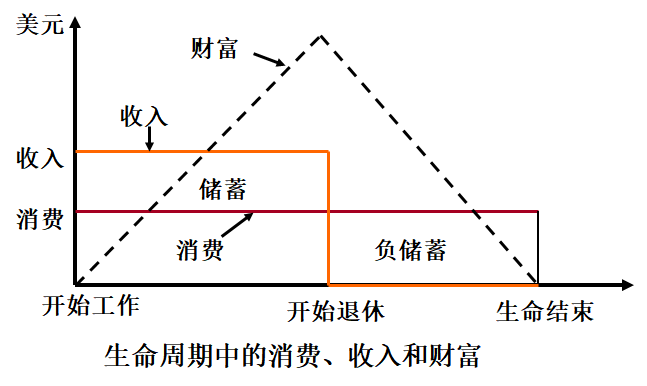 美元
财富
收入
收入
储蓄
消费
消费
负储蓄
开始工作
开始退休
生命结束
生命周期中的消费、收入和财富